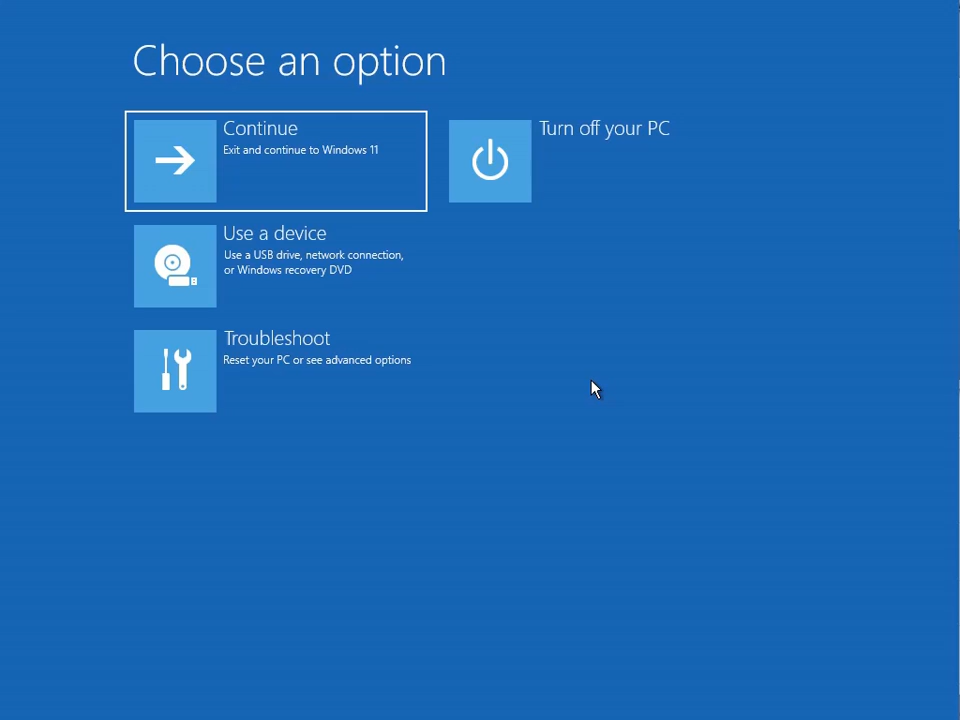 Choose an option
Continue
Exit and continue to Windows 11
Turn off your PC
Use a device
Use a USB drive, network connection,
or Windows recovery DVD
Troubleshoot
Reset your PC or see advanced options